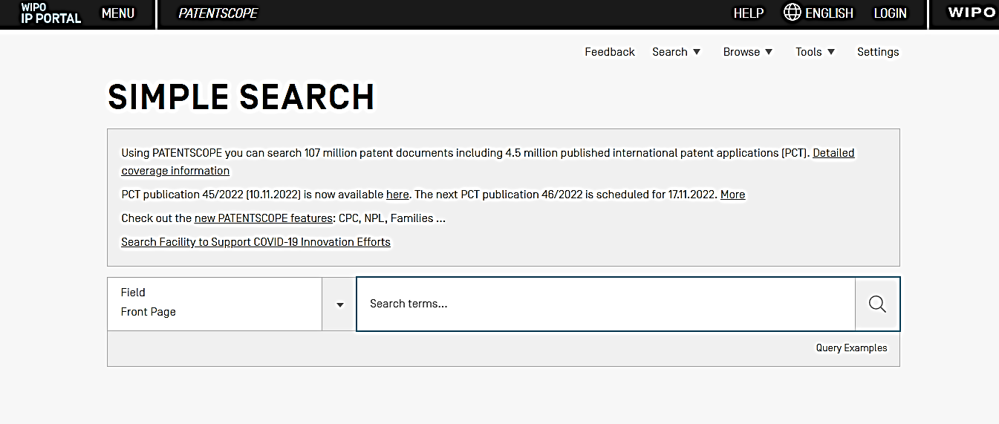 WIPO
IP PORTAL
MENU
PATENTSCOPE
HELP
ENGLISH
LOGIN
WIPO
Feedback
Search
Browse
Tools
Settings
SIMPLE SEARCH
Using PATENTSCOPE you can search 107 million patent documents including 4.5 million published international patent applications (PCT). Detailed
coverage information
PCT publication 45/2022 (10.11.2022) is now available here. The next PCT publication 46/2022 is scheduled for 17.11.2022. More
Check out the new PATENTSCOPE features: CPC, NPL, Families ...
Search Facility to Support COVID-19 Innovation Efforts
Field
Front Page
Search terms...
Query Examples